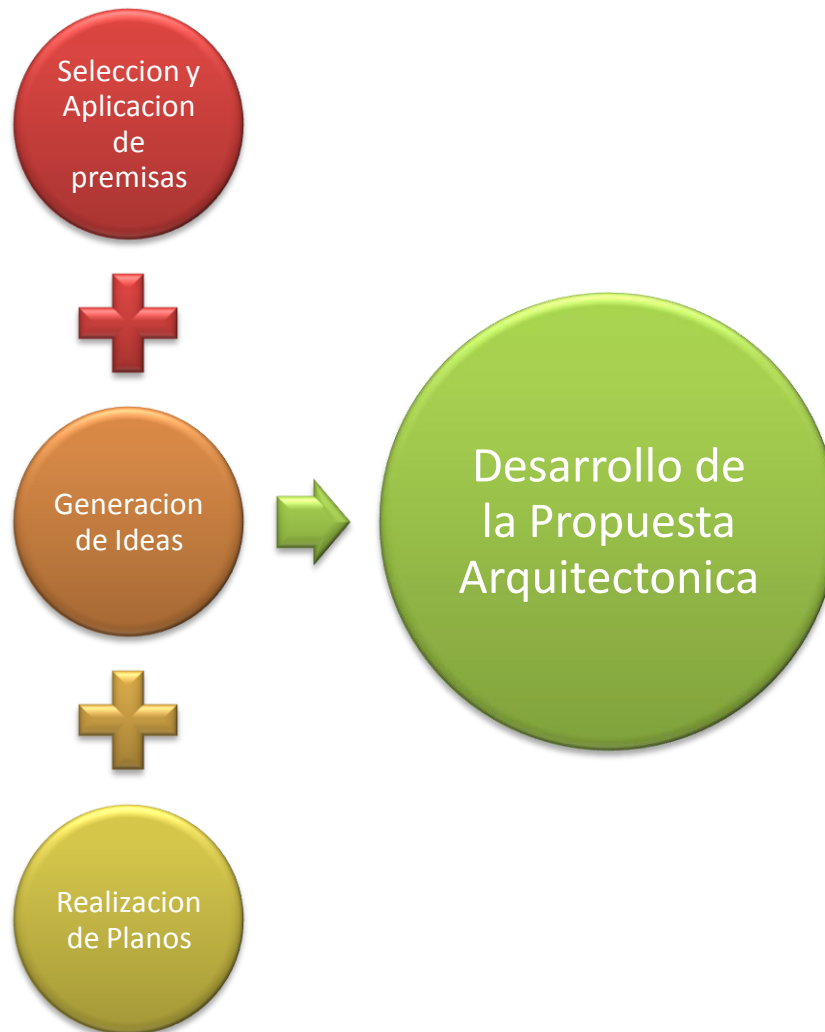 Seleccion y
Aplicacion
de
premisas
Generacion
de Ideas
Desarrollo de
la Propuesta
Arquitectonica
Realizacion
de Planos